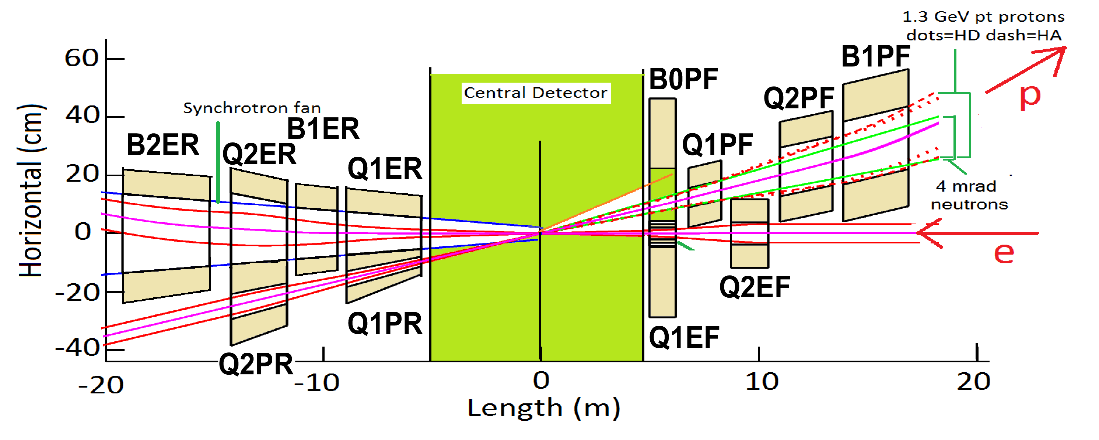 1.3 GeV pt protons
dots=HD dash=HA
B1PF
p
60
B0PF
Central Detector
Q2PF
Synchrotron fan
40
B1ER
B2ER
Q2ER
Q1PF
Q1ER
20
4 mrad
neutrons
Horizontal (cm)
0
e
-20
Q2EF
Q1PR
Q1EF
-40
Q2PR
-20
-10
0
10
20
Length (m)